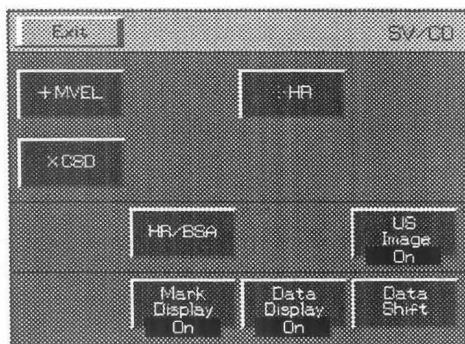 Exit SV/CO
+MVEL ∷HR
×CSD
HR/BSA US
Image
On
Mark Data Data
Display Display Shift
On On